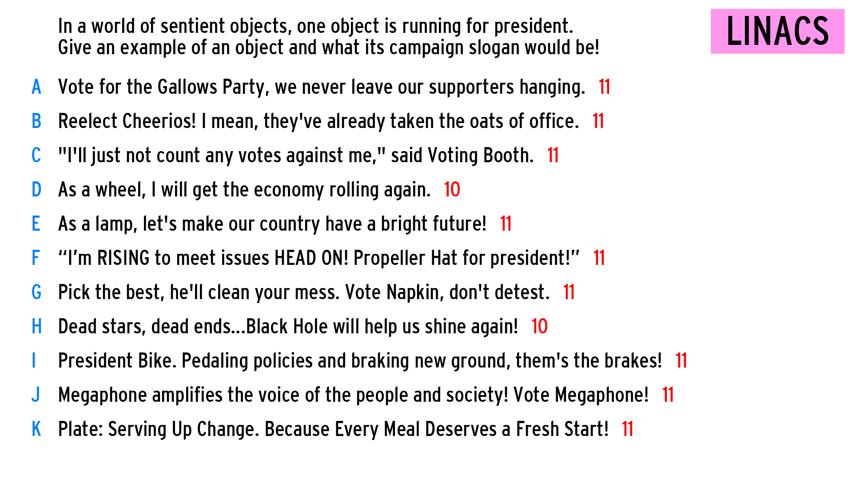 In a world of sentient objects, one object is running for president.
Give an example of an object and what its campaign slogan would be!
LINACS
A Vote for the Gallows Party, we never leave our supporters hanging. 11
B Reelect Cheerios! I mean, they've already taken the oats of office. 11
C "I'll just not count any votes against me," said Voting Booth. 11
D As a wheel, I will get the economy rolling again. 10
E As a lamp, let's make our country have a bright future! 11
F “I’m RISING to meet issues HEAD ON! Propeller Hat for president!” 11
G Pick the best, he'll clean your mess. Vote Napkin, don't detest. 11
H Dead stars, dead ends...Black Hole will help us shine again! 10
I President Bike. Pedaling policies and braking new ground, them's the brakes! 11
J Megaphone amplifies the voice of the people and society! Vote Megaphone! 11
K Plate: Serving Up Change. Because Every Meal Deserves a Fresh Start! 11